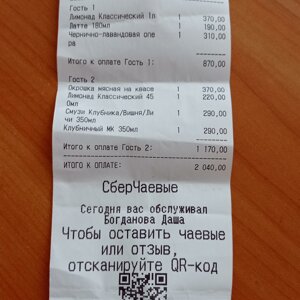 Гость 1
Лимонад Классический 1л 1 370,00
Латте 180мл 1 190,00
Чернично-лавандовая опе 1 310,00
ра
Итого к оплате Гость 1: 870,00
Гость 2
Окрошка мясная на квасе 1 370,00
Лимонад Классический 45 1 220,00
0мл
Смузи Клубника/Вишня/Ли 1 290,00
чи 350мл
Клубничный МК 350мл 1 290,00
Итого к оплате Гость 2: 1 170,00
ИТОГО К ОПЛАТЕ: 2 040,00
СберЧаевые
Сегодня вас обслуживал
Богданова Даша
Чтобы оставить чаевые
или отзыв,
отсканируйте QR-код